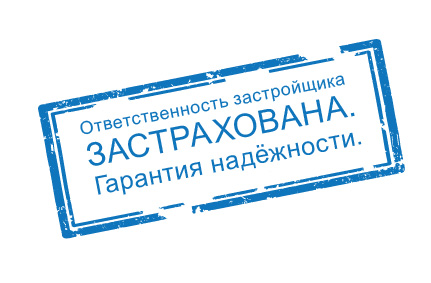 Ответственность застройщика
ЗАСТРАХОВАНА.
Гарантия надёжности.